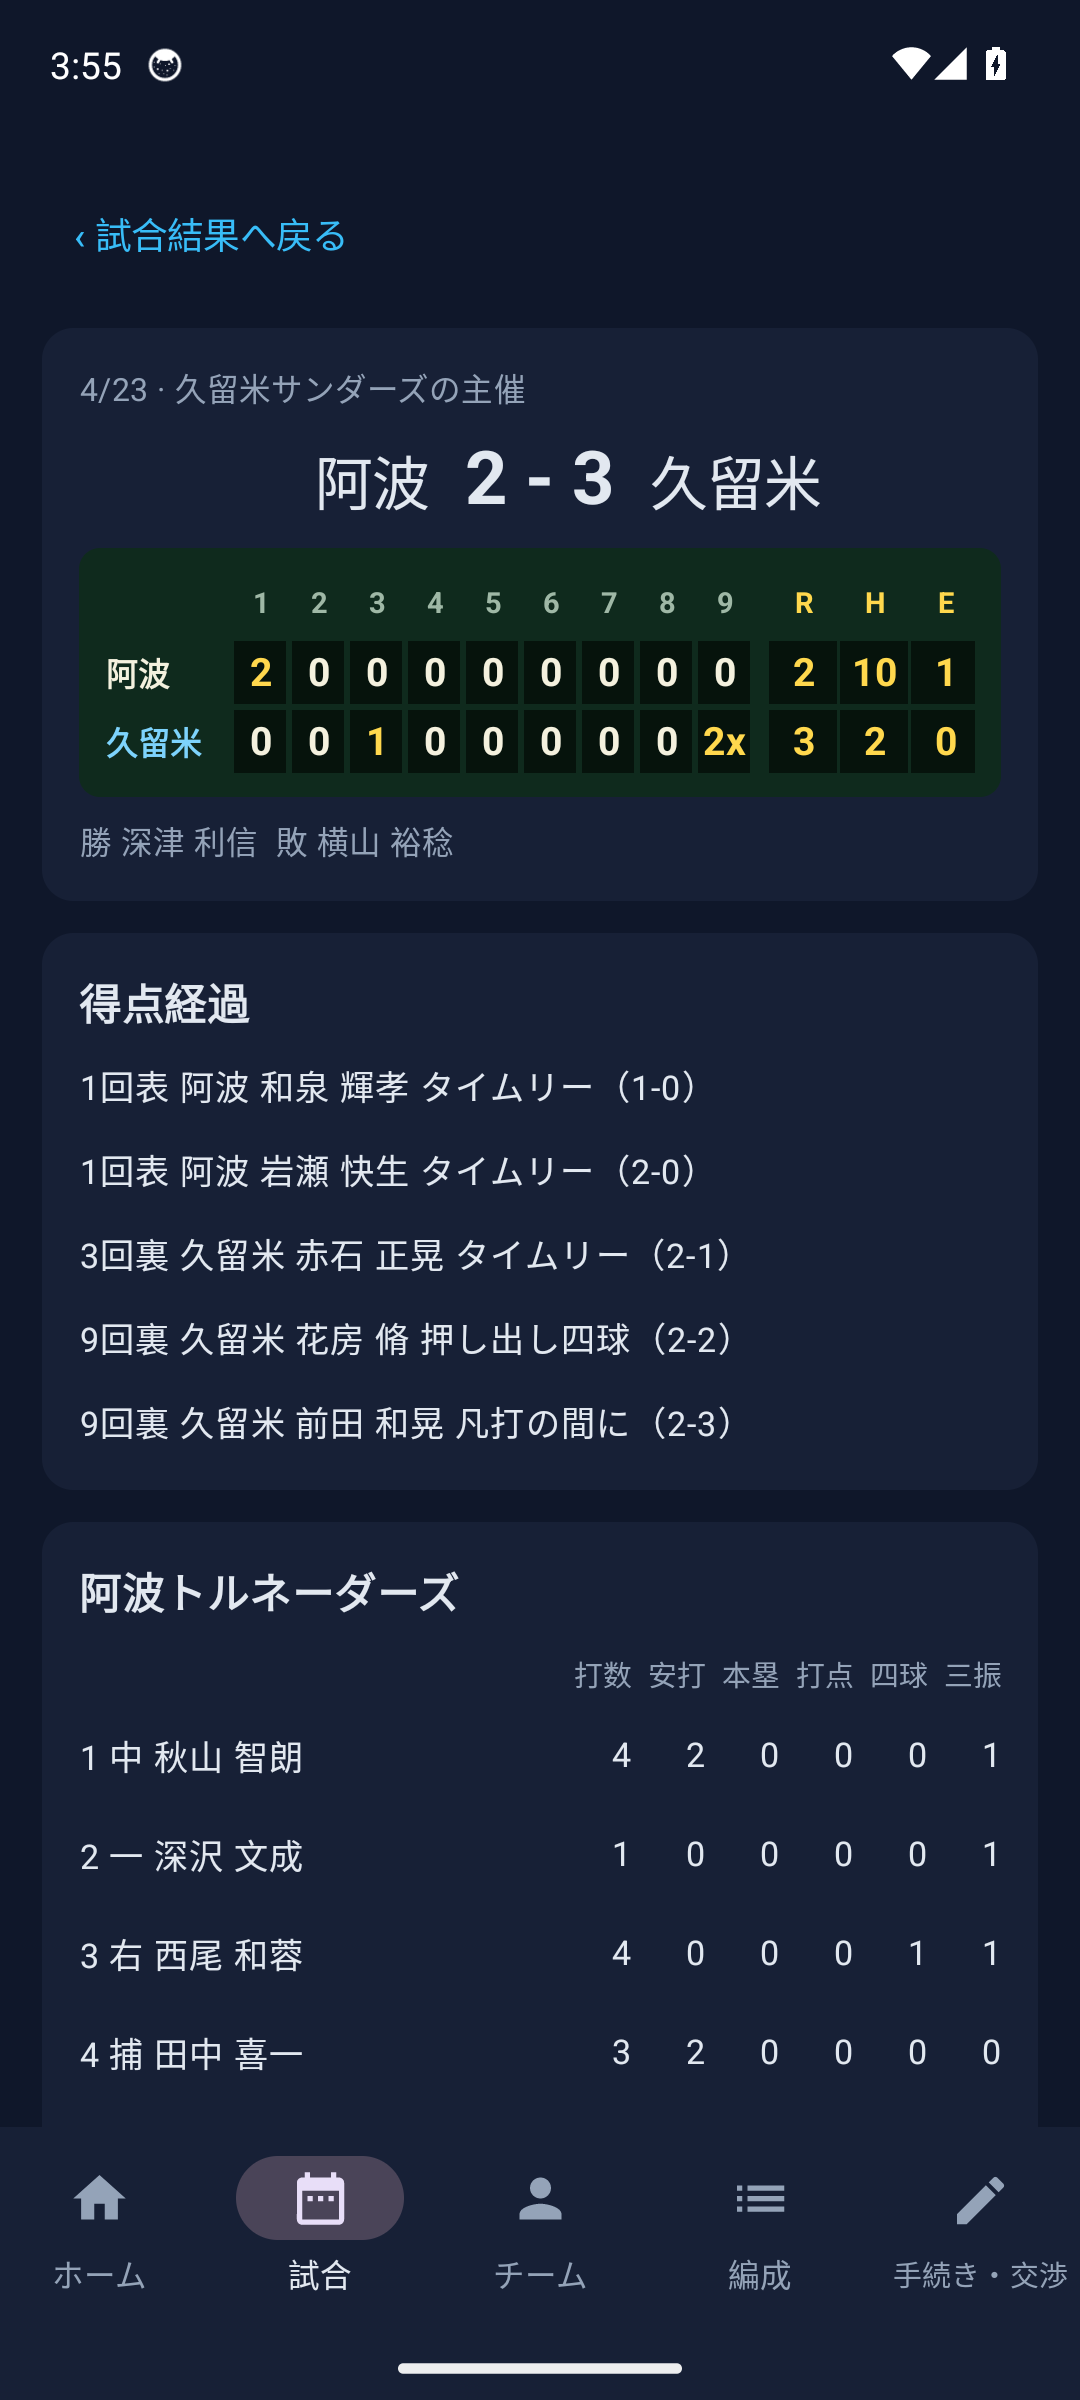 3:55
‹ 試合結果へ戻る
4/23 · 久留米サンダーズの主催
阿波 2 - 3 久留米
1 2 3 4 5 6 7 8 9 R H E
阿波 2 0 0 0 0 0 0 0 0 2 10 1
久留米 0 0 1 0 0 0 0 0 2x 3 2 0
勝 深津 利信 敗 横山 裕稔
得点経過
1回表 阿波 和泉 輝孝 タイムリー（1-0）
1回表 阿波 岩瀬 快生 タイムリー（2-0）
3回裏 久留米 赤石 正晃 タイムリー（2-1）
9回裏 久留米 花房 脩 押し出し四球（2-2）
9回裏 久留米 前田 和晃 凡打の間に（2-3）
阿波トルネーダーズ
打数 安打 本塁 打点 四球 三振
1 中 秋山 智朗 4 2 0 0 0 1
2 一 深沢 文成 1 0 0 0 0 1
3 右 西尾 和蓉 4 0 0 0 1 1
4 捕 田中 喜一 3 2 0 0 0 0
ホーム 試合 チーム 編成 手続き・交渉